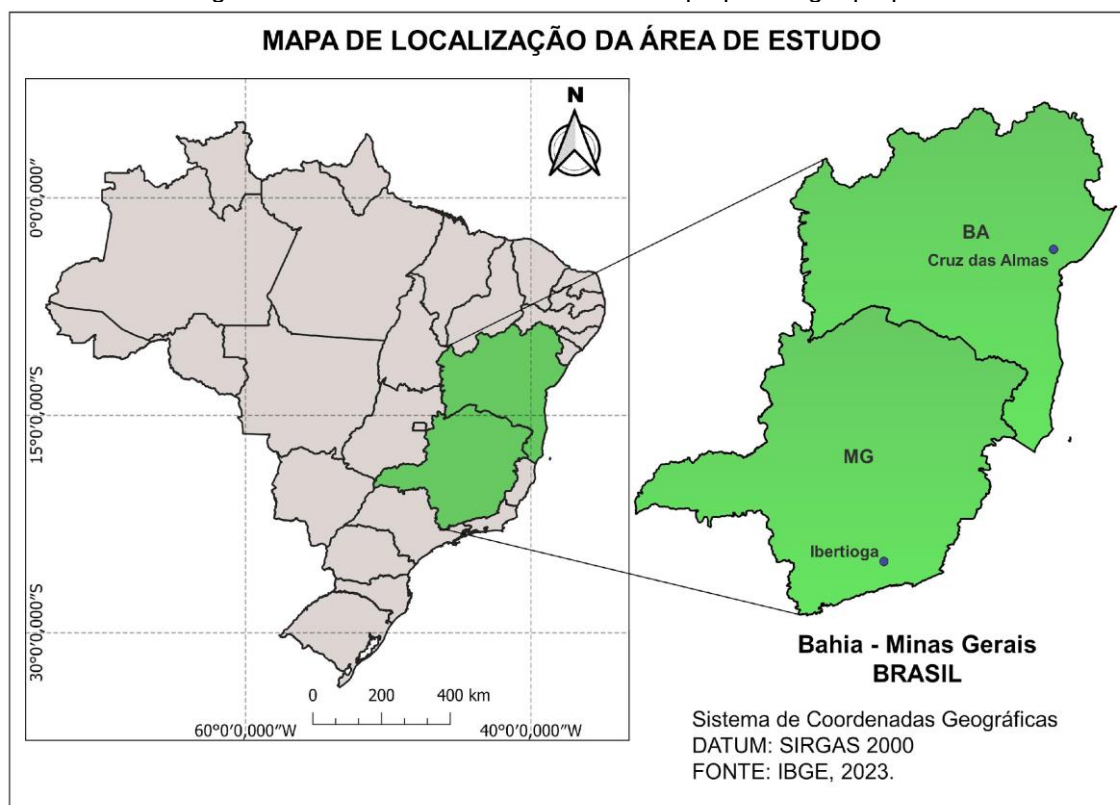 MAPA DE LOCALIZAÇÃO DA ÁREA DE ESTUDO
N
0°0′0,000″
15°0′0,000″S
30°0′0,000″S
60°0′0,000″W
40°0′0,000″W
0 200 400 km
BA
Cruz das Almas
MG
Ibertioga
Bahia - Minas Gerais
BRASIL
Sistema de Coordenadas Geográficas
DATUM: SIRGAS 2000
FONTE: IBGE, 2023.